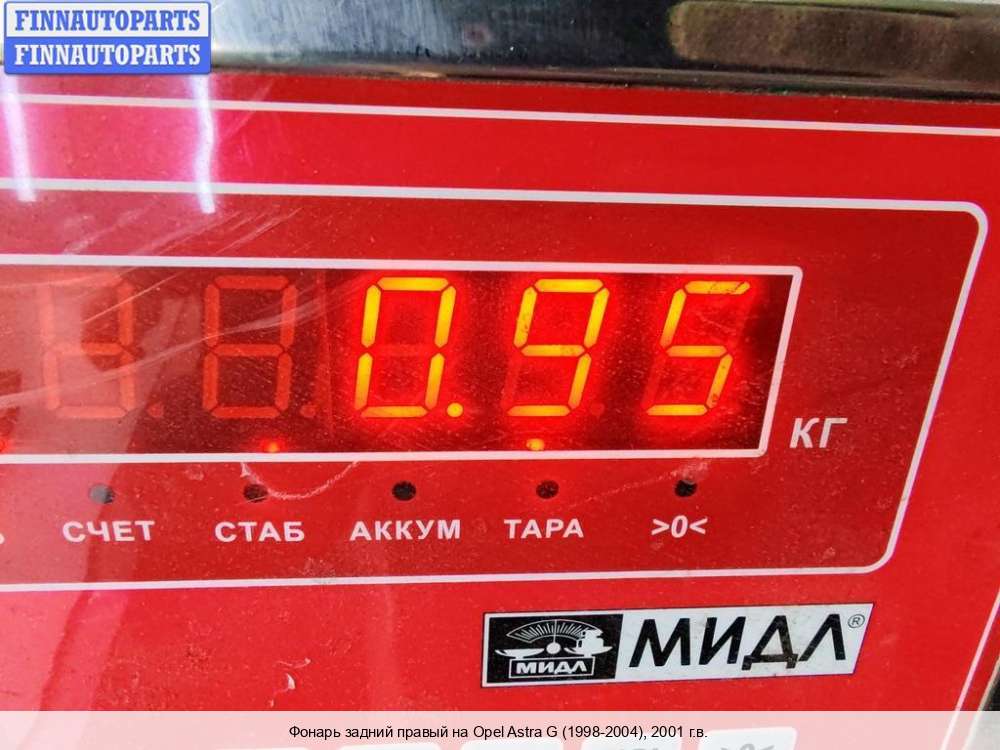 FINNAUTOPARTS
FINNAUTOPARTS
0.95
КГ
СЧЕТ СТАБ АККУМ ТАРА >0<
МИДЛ МИДЛ®
Фонарь задний правый на Opel Astra G (1998-2004), 2001 г.в.